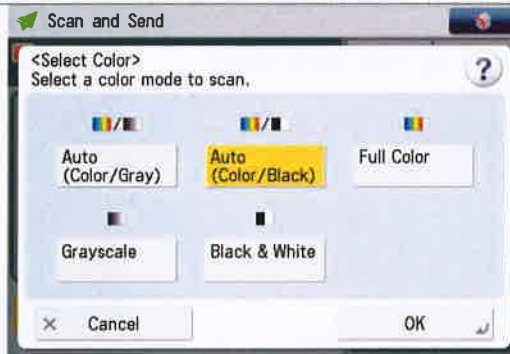 Scan and Send
<Select Color>
Select a color mode to scan.
?
Auto
(Color/Gray)
Auto
(Color/Black)
Full Color
Grayscale
Black & White
Cancel
OK